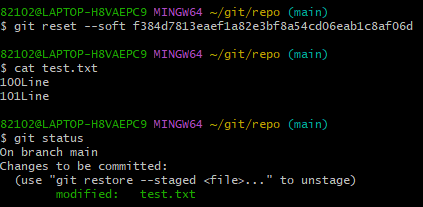 82102@LAPTOP-H8VAEPC9 MINGW64 ~/git/repo (main)
$ git reset --soft f384d7813eaef1a82e3bf8a54cd06eab1c8af06d
82102@LAPTOP-H8VAEPC9 MINGW64 ~/git/repo (main)
$ cat test.txt
100Line
101Line
82102@LAPTOP-H8VAEPC9 MINGW64 ~/git/repo (main)
$ git status
On branch main
Changes to be committed:
  (use "git restore --staged <file>..." to unstage)
        modified:   test.txt